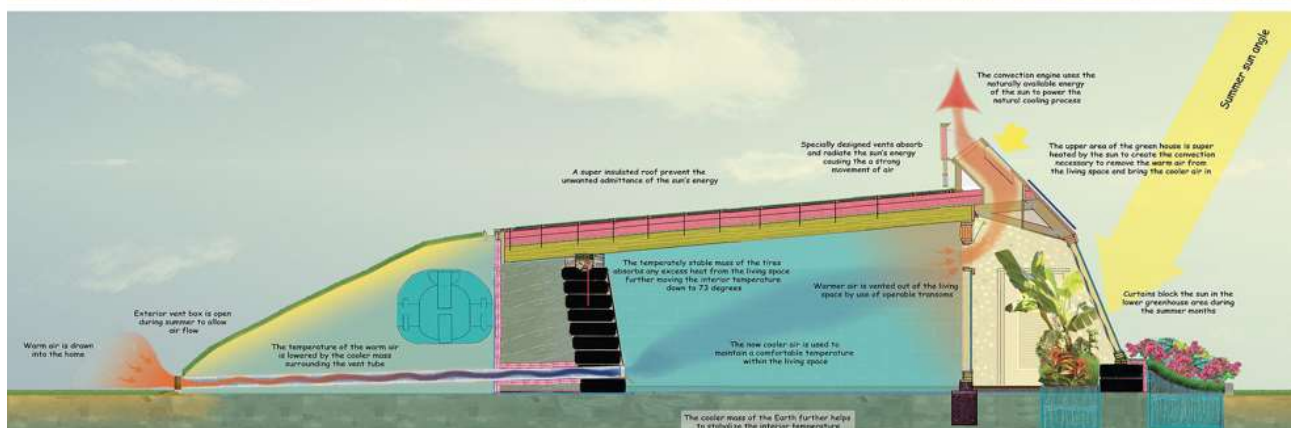 Summer sun angle
The convection engine uses the
naturally available energy
of the sun to power the
natural cooling process
Specially designed vents absorb
and radiate the sun's energy
causing the a strong
movement of air
The upper area of the green house is super
heated by the sun to create the convection
necessary to remove the warm air from
the living space end bring the cooler air in
A super insulated roof prevent the
unwanted admittance of the sun's energy
The temperately stable mass of the tires
absorbs any excess heat from the living space
further moving the interior temperature
down to 73 degrees
Warmer air is vented out of the living
space by use of operable transoms
Curtains block the sun in the
lower greenhouse area during
the summer months
Exterior vent box is open
during summer to allow
air flow
Warm air is drawn
into the home
The temperature of the warm air
is lowered by the cooler mass
surrounding the vent tube
The now cooler air is used to
maintain a comfortable temperature
within the living space
The cooler mass of the Earth further helps
to stabolize the interior temperature